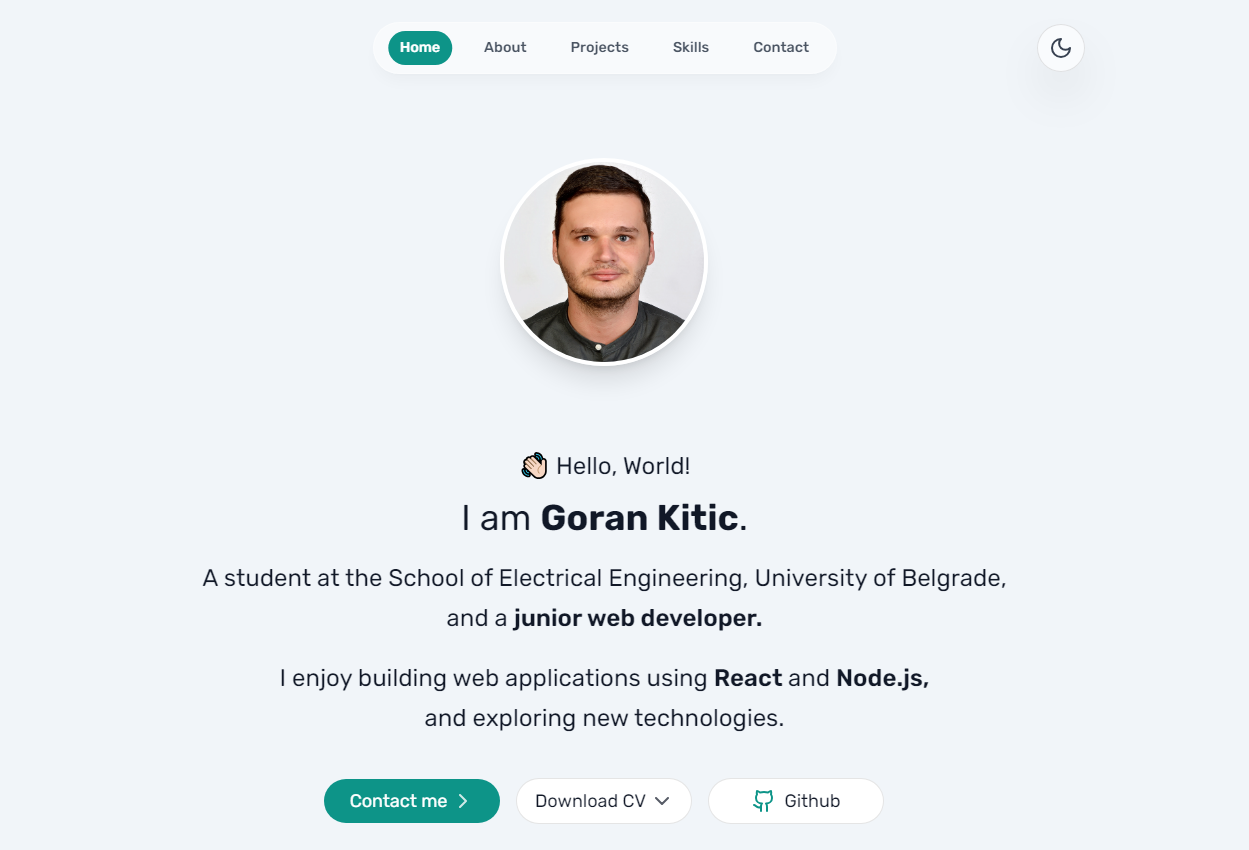 Home About Projects Skills Contact
👋 Hello, World!
I am Goran Kitic.
A student at the School of Electrical Engineering, University of Belgrade,
and a junior web developer.
I enjoy building web applications using React and Node.js,
and exploring new technologies.
Contact me Download CV Github